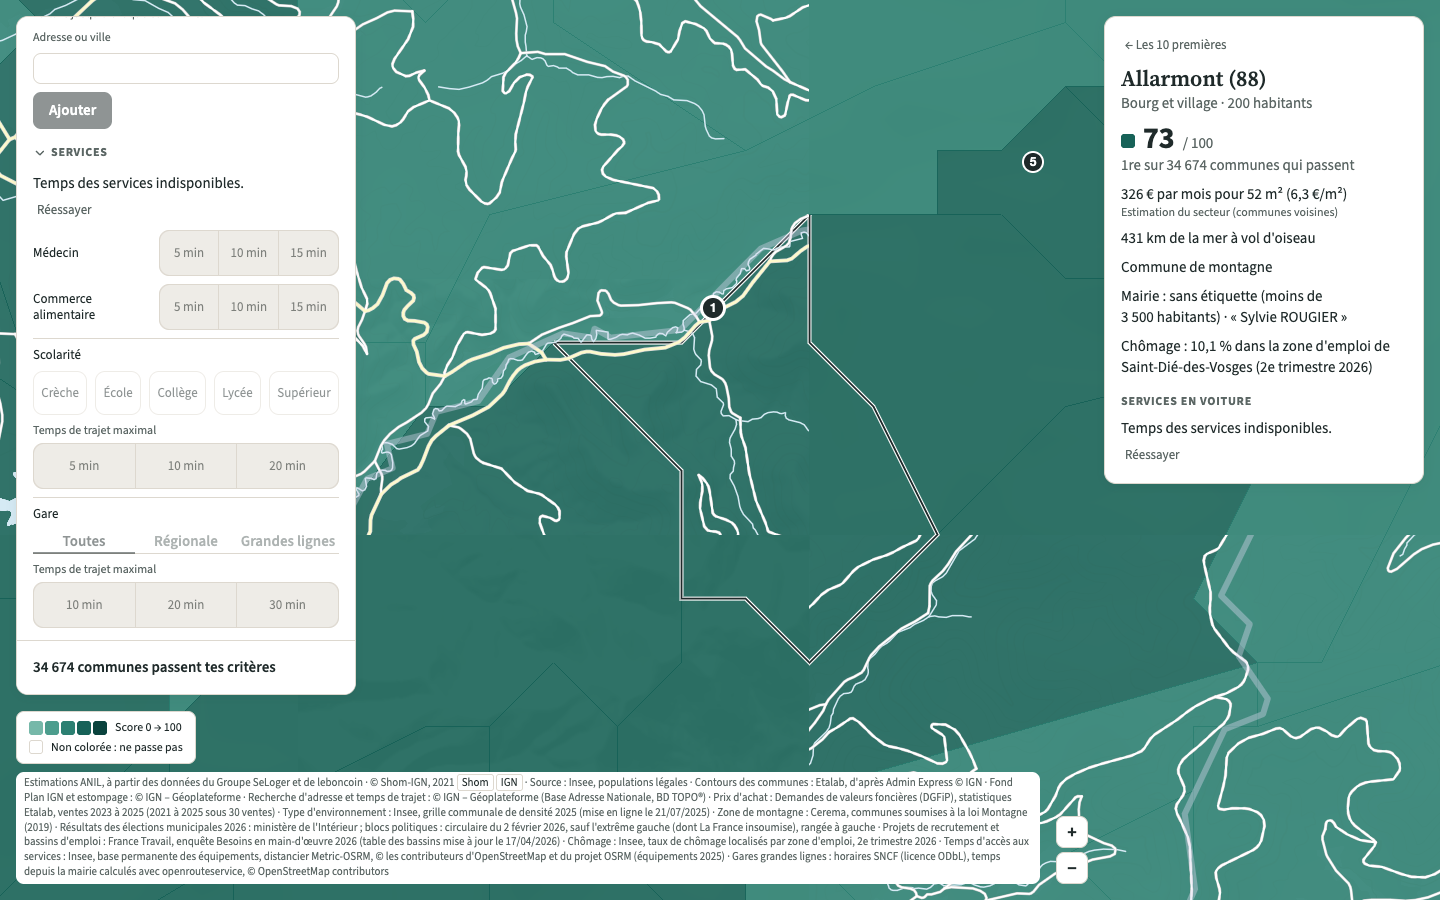 Adresse ou ville
Ajouter
SERVICES
Temps des services indisponibles.
Réessayer
Médecin
5 min
10 min
15 min
Commerce
alimentaire
5 min
10 min
15 min
Scolarité
Crèche
École
Collège
Lycée
Supérieur
Temps de trajet maximal
5 min
10 min
20 min
Gare
Toutes
Régionale
Grandes lignes
Temps de trajet maximal
10 min
20 min
30 min
34 674 communes passent tes critères
Score 0 → 100
Non colorée : ne passe pas
1
5
← Les 10 premières
Allarmont (88)
Bourg et village · 200 habitants
73 / 100
1re sur 34 674 communes qui passent
326 € par mois pour 52 m² (6,3 €/m²)
Estimation du secteur (communes voisines)
431 km de la mer à vol d'oiseau
Commune de montagne
Mairie : sans étiquette (moins de
3 500 habitants) · « Sylvie ROUGIER »
Chômage : 10,1 % dans la zone d'emploi de
Saint-Dié-des-Vosges (2e trimestre 2026)
SERVICES EN VOITURE
Temps des services indisponibles.
Réessayer
Estimations ANIL, à partir des données du Groupe SeLoger et de leboncoin · © Shom-IGN, 2021 Shom IGN · Source : Insee, populations légales · Contours des communes : Etalab, d'après Admin Express © IGN · Fond
Plan IGN et estompage : © IGN – Géoplateforme · Recherche d'adresse et temps de trajet : © IGN – Géoplateforme (Base Adresse Nationale, BD TOPO®) · Prix d'achat : Demandes de valeurs foncières (DGFiP), statistiques
Etalab, ventes 2023 à 2025 (2021 à 2025 sous 30 ventes) · Type d'environnement : Insee, grille communale de densité 2025 (mise en ligne le 21/07/2025) · Zone de montagne : Cerema, communes soumises à la loi Montagne
(2019) · Résultats des élections municipales 2026 : ministère de l'Intérieur ; blocs politiques : circulaire du 2 février 2026, sauf l'extrême gauche (dont La France insoumise), rangée à gauche · Projets de recrutement et
bassins d'emploi : France Travail, enquête Besoins en main-d'œuvre 2026 (table des bassins mise à jour le 17/04/2026) · Chômage : Insee, taux de chômage localisés par zone d'emploi, 2e trimestre 2026 · Temps d'accès aux
services : Insee, base permanente des équipements, distancier Metric-OSRM, © les contributeurs d'OpenStreetMap et du projet OSRM (équipements 2025) · Gares grandes lignes : horaires SNCF (licence ODbL), temps
depuis la mairie calculés avec openrouteservice, © OpenStreetMap contributors
+
−